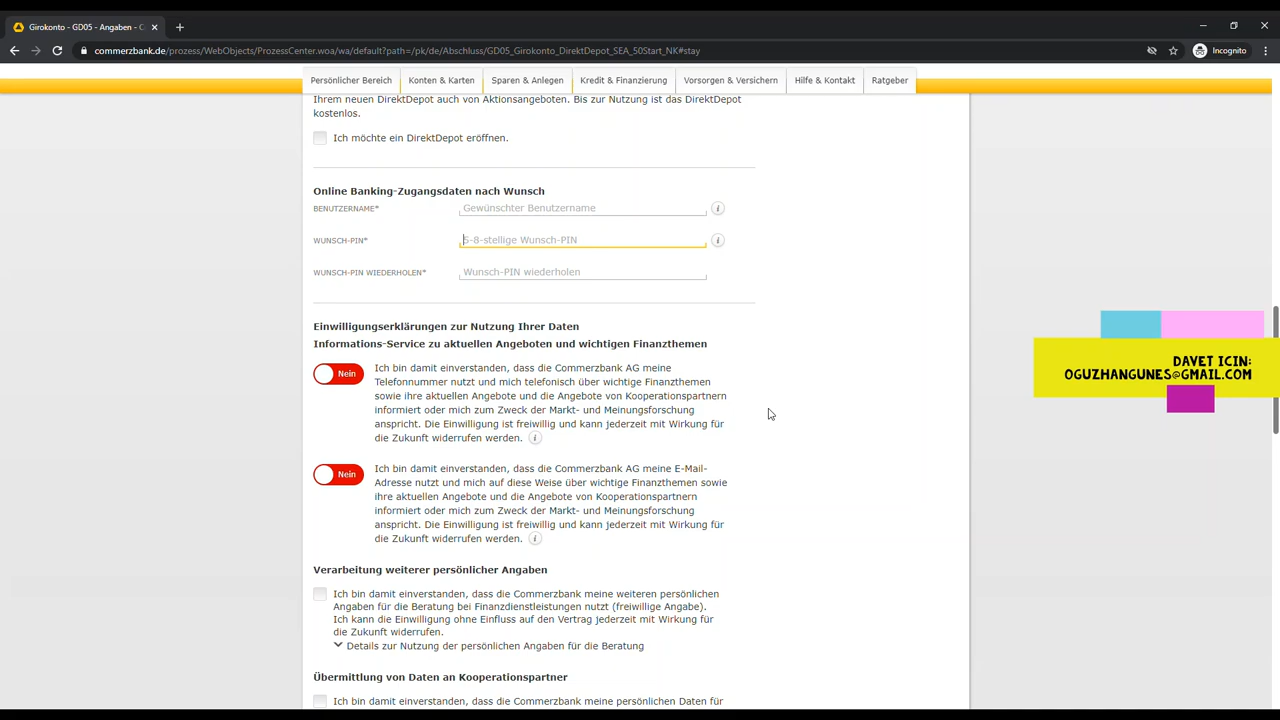 Girokonto - GD05 - Angaben - C
commerzbank.de/prozess/WebObjects/ProzessCenter.woa/wa/default?path=/pk/de/Abschluss/GD05_Girokonto_DirektDepot_SEA_50Start_NK#stay
Incognito
Persönlicher Bereich
Konten & Karten
Sparen & Anlegen
Kredit & Finanzierung
Vorsorgen & Versichern
Hilfe & Kontakt
Ratgeber
Ihrem neuen DirektDepot auch von Aktionsangeboten. Bis zur Nutzung ist das DirektDepot
kostenlos.
Ich möchte ein DirektDepot eröffnen.
Online Banking-Zugangsdaten nach Wunsch
BENUTZERNAME*
Gewünschter Benutzername
WUNSCH-PIN*
5-8-stellige Wunsch-PIN
WUNSCH-PIN WIEDERHOLEN*
Wunsch-PIN wiederholen
Einwilligungserklärungen zur Nutzung Ihrer Daten
Informations-Service zu aktuellen Angeboten und wichtigen Finanzthemen
Nein
Ich bin damit einverstanden, dass die Commerzbank AG meine
Telefonnummer nutzt und mich telefonisch über wichtige Finanzthemen
sowie ihre aktuellen Angebote und die Angebote von Kooperationspartnern
informiert oder mich zum Zweck der Markt- und Meinungsforschung
anspricht. Die Einwilligung ist freiwillig und kann jederzeit mit Wirkung für
die Zukunft widerrufen werden.
Nein
Ich bin damit einverstanden, dass die Commerzbank AG meine E-Mail-
Adresse nutzt und mich auf diese Weise über wichtige Finanzthemen sowie
ihre aktuellen Angebote und die Angebote von Kooperationspartnern
informiert oder mich zum Zweck der Markt- und Meinungsforschung
anspricht. Die Einwilligung ist freiwillig und kann jederzeit mit Wirkung für
die Zukunft widerrufen werden.
Verarbeitung weiterer persönlicher Angaben
Ich bin damit einverstanden, dass die Commerzbank meine weiteren persönlichen
Angaben für die Beratung bei Finanzdienstleistungen nutzt (freiwillige Angabe).
Ich kann die Einwilligung ohne Einfluss auf den Vertrag jederzeit mit Wirkung für
die Zukunft widerrufen.
Details zur Nutzung der persönlichen Angaben für die Beratung
Übermittlung von Daten an Kooperationspartner
Ich bin damit einverstanden, dass die Commerzbank meine persönlichen Daten für
DAVET ICIN:
OGUZHANGUNES@GMAIL.COM